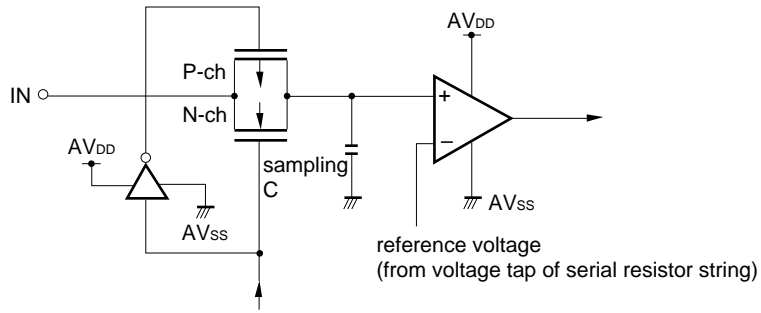 AVDD
P-ch
IN
N-ch
+
−
AVDD
sampling
C
AVSS
AVSS
reference voltage
(from voltage tap of serial resistor string)